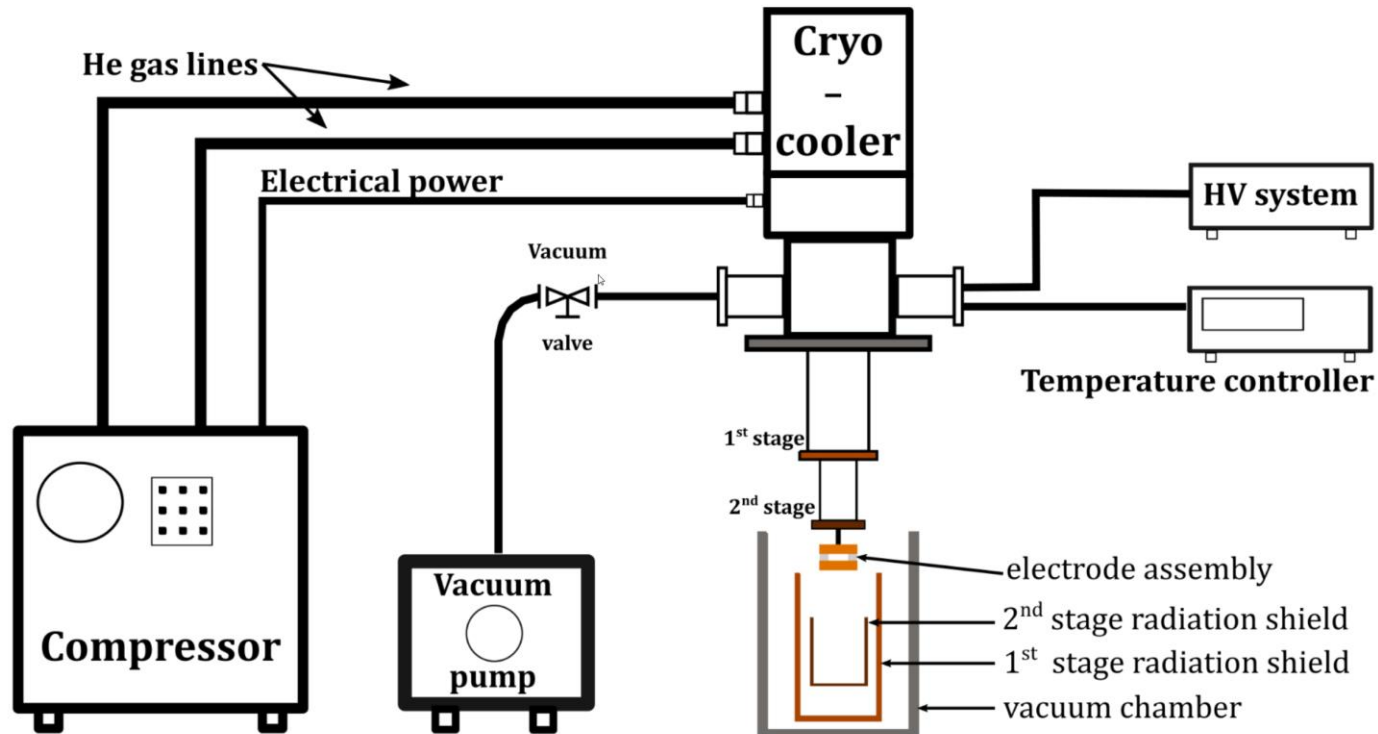 Cryo
–
cooler
He gas lines
Electrical power
HV system
Vacuum
valve
Temperature controller
1st stage
2nd stage
electrode assembly
2nd stage radiation shield
1st stage radiation shield
vacuum chamber
Vacuum
pump
Compressor